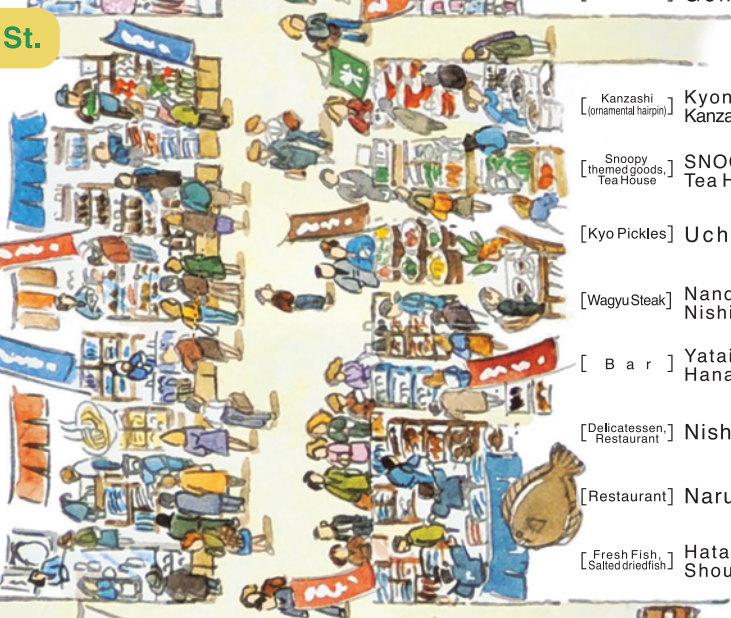 St.
[Kanzashi (ornamental hairpin)] Kyon
Kanza
[Snoopy themed goods, Tea House] SNOO
Tea H
[Kyo Pickles] Uch
[Wagyu Steak] Nand
Nishi
[Bar] Yatai
Hana
[Delicatessen, Restaurant] Nish
[Restaurant] Naru
[Fresh Fish, Salted driedfish] Hata
Shou